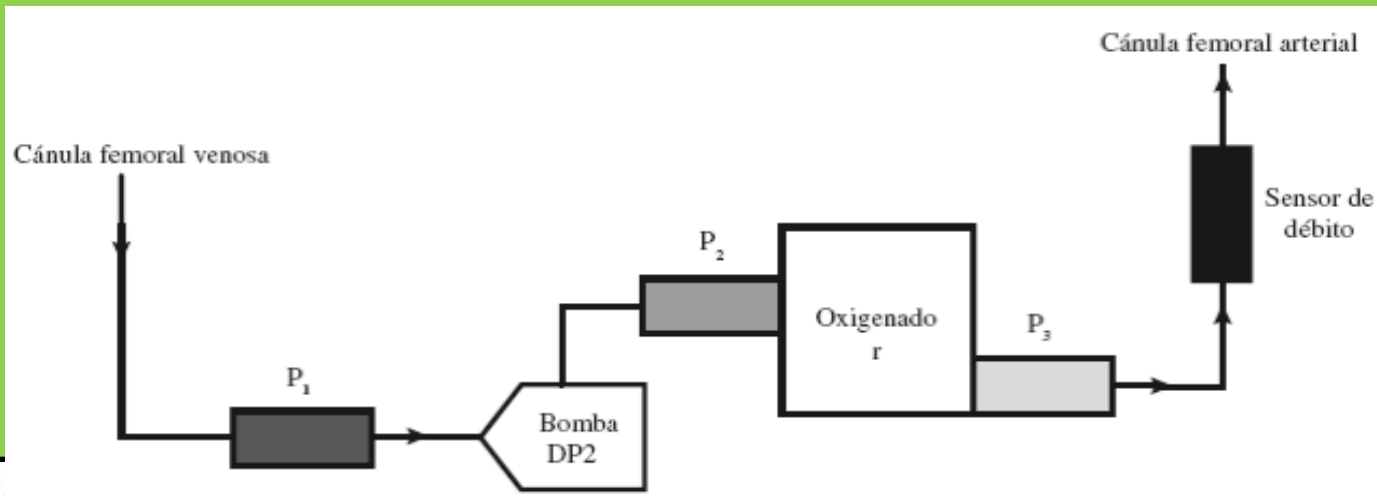 Cánula femoral arterial
Cánula femoral venosa
Sensor de
débito
P₂
Oxigenado
r
P₃
P₁
Bomba
DP2